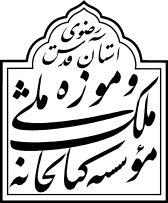 آستان قدس رضوی
مؤسسه کتابخانه
و موزه ملی
ملک